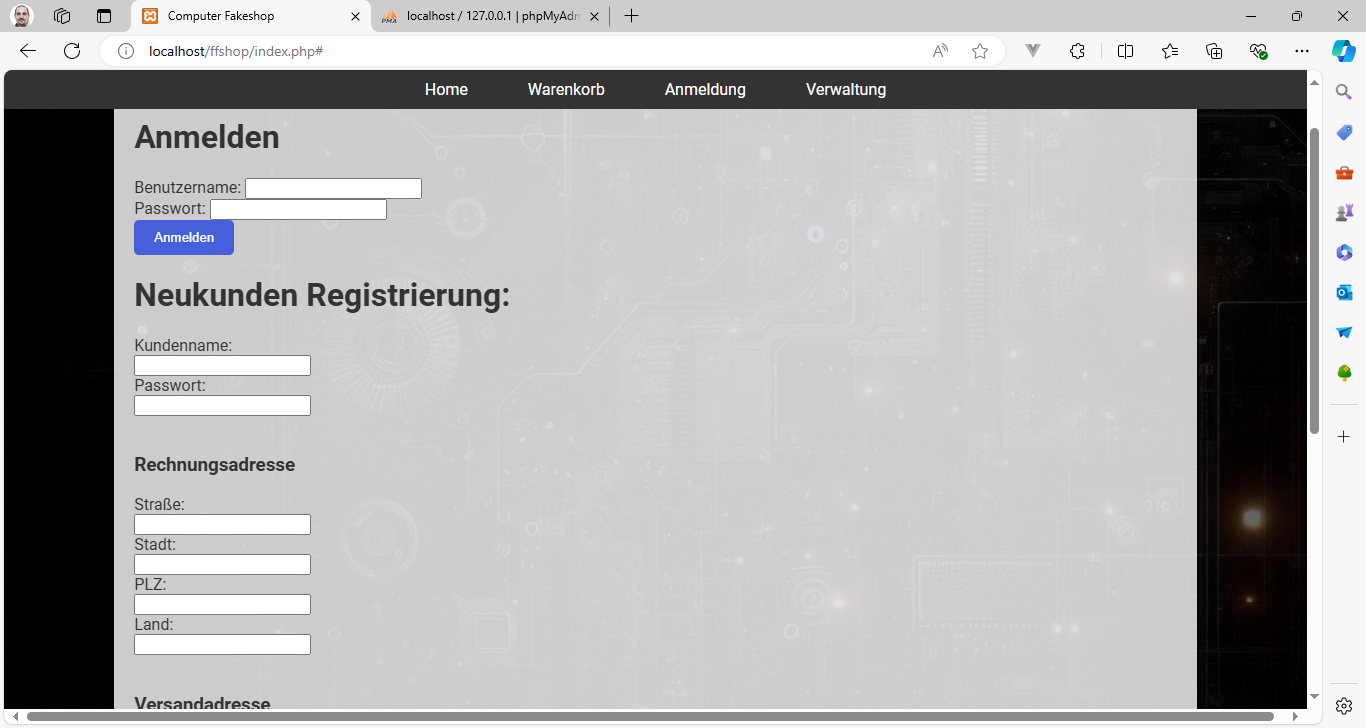 Computer Fakeshop
localhost / 127.0.0.1 | phpMyAdm
localhost/ffshop/index.php#
Home Warenkorb Anmeldung Verwaltung
Anmelden
Benutzername:
Passwort:
Anmelden
Neukunden Registrierung:
Kundenname:
Passwort:
Rechnungsadresse
Straße:
Stadt:
PLZ:
Land:
Versandadresse